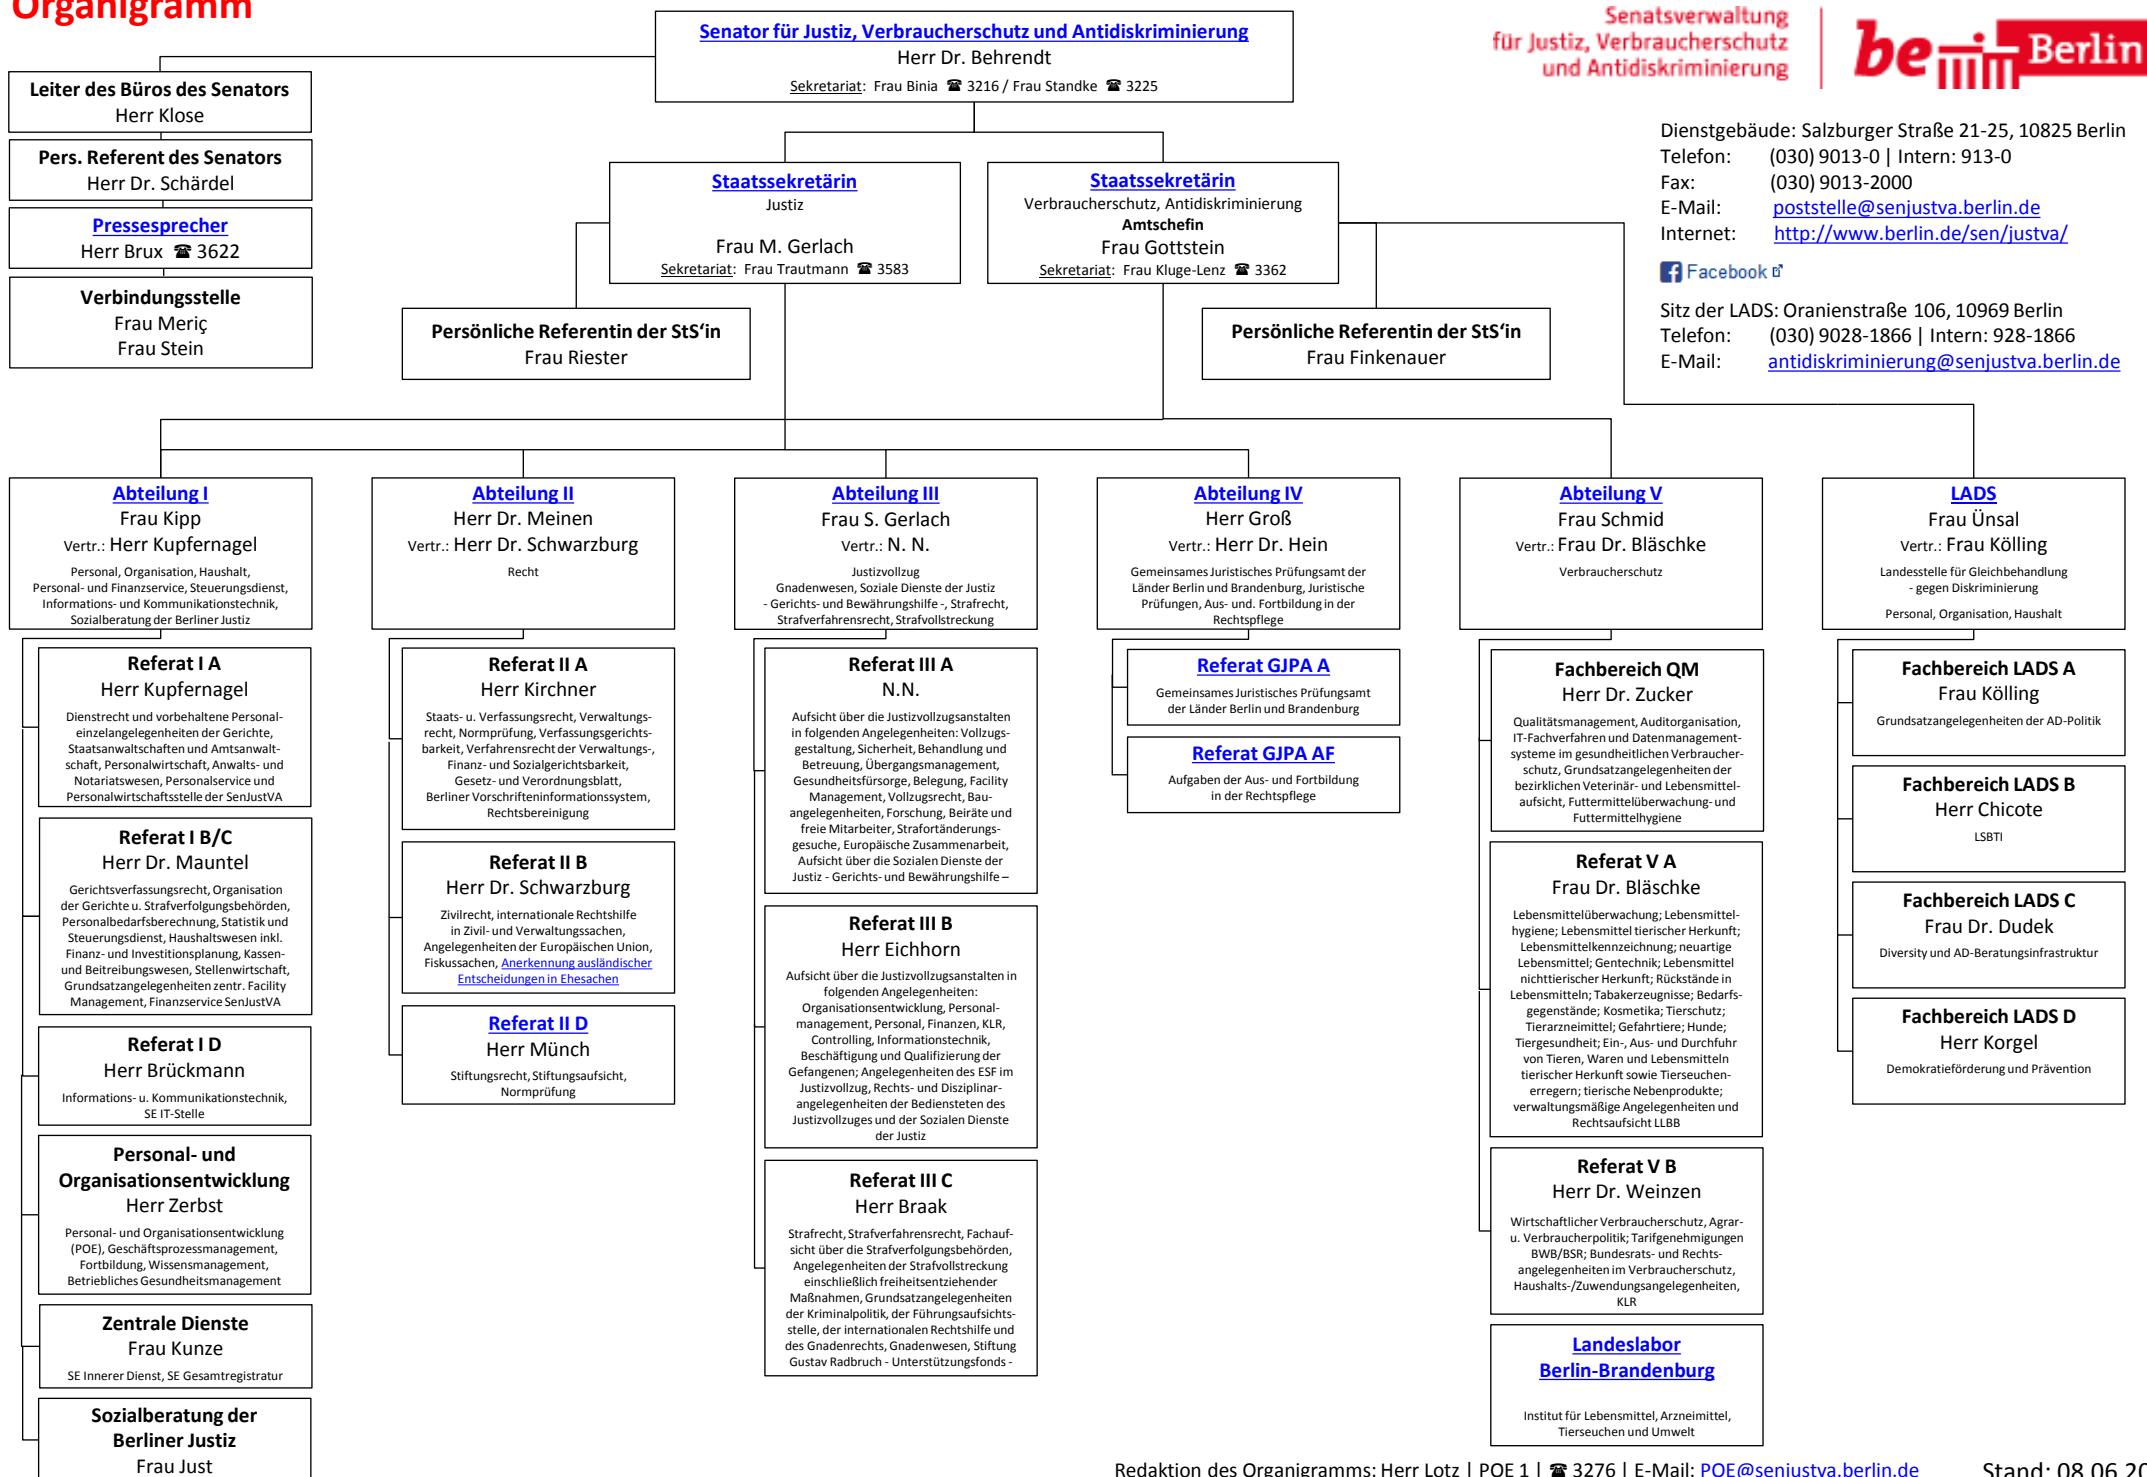 Organigramm
Senator für Justiz, Verbraucherschutz und Antidiskriminierung
Herr Dr. Behrendt
Sekretariat: Frau Binia ☎ 3216 / Frau Standke ☎ 3225
Senatsverwaltung
für Justiz, Verbraucherschutz
und Antidiskriminierung
be Berlin
Leiter des Büros des Senators
Herr Klose
Pers. Referent des Senators
Herr Dr. Schärdel
Pressesprecher
Herr Brux ☎ 3622
Verbindungsstelle
Frau Meriç
Frau Stein
Staatssekretärin
Justiz
Frau M. Gerlach
Sekretariat: Frau Trautmann ☎ 3583
Staatssekretärin
Verbraucherschutz, Antidiskriminierung
Amtschefin
Frau Gottstein
Sekretariat: Frau Kluge-Lenz ☎ 3362
Persönliche Referentin der StS‘in
Frau Riester
Persönliche Referentin der StS‘in
Frau Finkenauer
Dienstgebäude: Salzburger Straße 21-25, 10825 Berlin
Telefon: (030) 9013-0 | Intern: 913-0
Fax: (030) 9013-2000
E-Mail: poststelle@senjustva.berlin.de
Internet: http://www.berlin.de/sen/justva/
Facebook
Sitz der LADS: Oranienstraße 106, 10969 Berlin
Telefon: (030) 9028-1866 | Intern: 928-1866
E-Mail: antidiskriminierung@senjustva.berlin.de
Abteilung I
Frau Kipp
Vertr.: Herr Kupfernagel
Personal, Organisation, Haushalt,
Personal- und Finanzservice, Steuerungsdienst,
Informations- und Kommunikationstechnik,
Sozialberatung der Berliner Justiz
Referat I A
Herr Kupfernagel
Dienstrecht und vorbehaltene Personal-
einzelangelegenheiten der Gerichte,
Staatsanwaltschaften und Amtsanwalt-
schaft, Personalwirtschaft, Anwalts- und
Notariatswesen, Personalservice und
Personalwirtschaftsstelle der SenJustVA
Referat I B/C
Herr Dr. Mauntel
Gerichtsverfassungsrecht, Organisation
der Gerichte u. Strafverfolgungsbehörden,
Personalbedarfsberechnung, Statistik und
Steuerungsdienst, Haushaltswesen inkl.
Finanz- und Investitionsplanung, Kassen-
und Beitreibungswesen, Stellenwirtschaft,
Grundsatzangelegenheiten zentr. Facility
Management, Finanzservice SenJustVA
Referat I D
Herr Brückmann
Informations- u. Kommunikationstechnik,
SE IT-Stelle
Personal- und
Organisationsentwicklung
Herr Zerbst
Personal- und Organisationsentwicklung
(POE), Geschäftsprozessmanagement,
Fortbildung, Wissensmanagement,
Betriebliches Gesundheitsmanagement
Zentrale Dienste
Frau Kunze
SE Innerer Dienst, SE Gesamtregistratur
Sozialberatung der
Berliner Justiz
Frau Just
Abteilung II
Herr Dr. Meinen
Vertr.: Herr Dr. Schwarzburg
Recht
Referat II A
Herr Kirchner
Staats- u. Verfassungsrecht, Verwaltungs-
recht, Normprüfung, Verfassungsgerichts-
barkeit, Verfahrensrecht der Verwaltungs-,
Finanz- und Sozialgerichtsbarkeit,
Gesetz- und Verordnungsblatt,
Berliner Vorschrifteninformationssystem,
Rechtsbereinigung
Referat II B
Herr Dr. Schwarzburg
Zivilrecht, internationale Rechtshilfe
in Zivil- und Verwaltungssachen,
Angelegenheiten der Europäischen Union,
Fiskussachen, Anerkennung ausländischer
Entscheidungen in Ehesachen
Referat II D
Herr Münch
Stiftungsrecht, Stiftungsaufsicht,
Normprüfung
Abteilung III
Frau S. Gerlach
Vertr.: N. N.
Justizvollzug
Gnadenwesen, Soziale Dienste der Justiz
- Gerichts- und Bewährungshilfe -, Strafrecht,
Strafverfahrensrecht, Strafvollstreckung
Referat III A
N.N.
Aufsicht über die Justizvollzugsanstalten
in folgenden Angelegenheiten: Vollzugs-
gestaltung, Sicherheit, Behandlung und
Betreuung, Übergangsmanagement,
Gesundheitsfürsorge, Belegung, Facility
Management, Vollzugsrecht, Bau-
angelegenheiten, Forschung, Beiräte und
freie Mitarbeiter, Strafortänderungs-
gesuche, Europäische Zusammenarbeit,
Aufsicht über die Sozialen Dienste der
Justiz - Gerichts- und Bewährungshilfe –
Referat III B
Herr Eichhorn
Aufsicht über die Justizvollzugsanstalten in
folgenden Angelegenheiten:
Organisationsentwicklung, Personal-
management, Personal, Finanzen, KLR,
Controlling, Informationstechnik,
Beschäftigung und Qualifizierung der
Gefangenen; Angelegenheiten des ESF im
Justizvollzug, Rechts- und Disziplinar-
angelegenheiten der Bediensteten des
Justizvollzuges und der Sozialen Dienste
der Justiz
Referat III C
Herr Braak
Strafrecht, Strafverfahrensrecht, Fachauf-
sicht über die Strafverfolgungsbehörden,
Angelegenheiten der Strafvollstreckung
einschließlich freiheitsentziehender
Maßnahmen, Grundsatzangelegenheiten
der Kriminalpolitik, der Führungsaufsichts-
stelle, der internationalen Rechtshilfe und
des Gnadenrechts, Gnadenwesen, Stiftung
Gustav Radbruch - Unterstützungsfonds -
Abteilung IV
Herr Groß
Vertr.: Herr Dr. Hein
Gemeinsames Juristisches Prüfungsamt der
Länder Berlin und Brandenburg, Juristische
Prüfungen, Aus- und. Fortbildung in der
Rechtspflege
Referat GJPA A
Gemeinsames Juristisches Prüfungsamt
der Länder Berlin und Brandenburg
Referat GJPA AF
Aufgaben der Aus- und Fortbildung
in der Rechtspflege
Abteilung V
Frau Schmid
Vertr.: Frau Dr. Bläschke
Verbraucherschutz
Fachbereich QM
Herr Dr. Zucker
Qualitätsmanagement, Auditorganisation,
IT-Fachverfahren und Datenmanagement-
systeme im gesundheitlichen Verbraucher-
schutz, Grundsatzangelegenheiten der
bezirklichen Veterinär- und Lebensmittel-
aufsicht, Futtermittelüberwachung- und
Futtermittelhygiene
Referat V A
Frau Dr. Bläschke
Lebensmittelüberwachung; Lebensmittel-
hygiene; Lebensmittel tierischer Herkunft;
Lebensmittelkennzeichnung; neuartige
Lebensmittel; Gentechnik; Lebensmittel
nichttierischer Herkunft; Rückstände in
Lebensmitteln; Tabakerzeugnisse; Bedarfs-
gegenstände; Kosmetika; Tierschutz;
Tierarzneimittel; Gefahrtiere; Hunde;
Tiergesundheit; Ein-, Aus- und Durchfuhr
von Tieren, Waren und Lebensmitteln
tierischer Herkunft sowie Tierseuchen-
erregern; tierische Nebenprodukte;
verwaltungsmäßige Angelegenheiten und
Rechtsaufsicht LLBB
Referat V B
Herr Dr. Weinzen
Wirtschaftlicher Verbraucherschutz, Agrar-
u. Verbraucherpolitik; Tarifgenehmigungen
BWB/BSR; Bundesrats- und Rechts-
angelegenheiten im Verbraucherschutz,
Haushalts-/Zuwendungsangelegenheiten,
KLR
Landeslabor
Berlin-Brandenburg
Institut für Lebensmittel, Arzneimittel,
Tierseuchen und Umwelt
LADS
Frau Ünsal
Vertr.: Frau Kölling
Landesstelle für Gleichbehandlung
- gegen Diskriminierung
Personal, Organisation, Haushalt
Fachbereich LADS A
Frau Kölling
Grundsatzangelegenheiten der AD-Politik
Fachbereich LADS B
Herr Chicote
LSBTI
Fachbereich LADS C
Frau Dr. Dudek
Diversity und AD-Beratungsinfrastruktur
Fachbereich LADS D
Herr Korgel
Demokratieförderung und Prävention
Redaktion des Organigramms: Herr Lotz | POE 1 | ☎ 3276 | E-Mail: POE@senjustva.berlin.de
Stand: 08.06.20